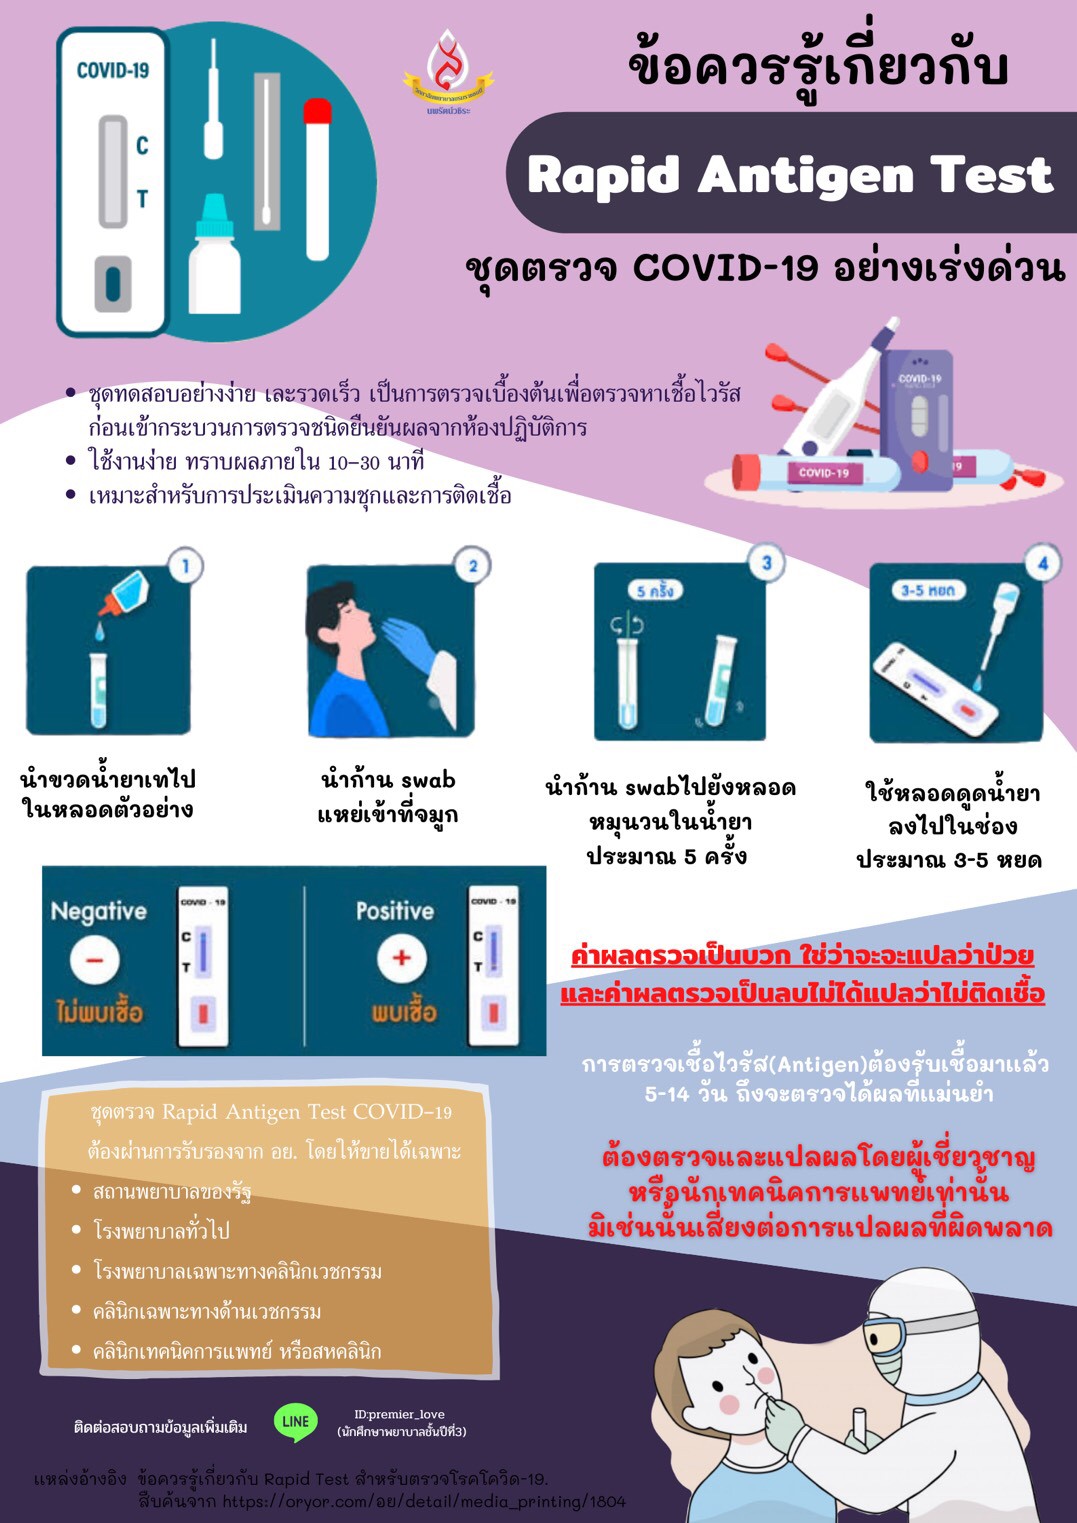 COVID-19
C
T
นพรัตน์วชิระ
ข้อควรรู้เกี่ยวกับ
Rapid Antigen Test
ชุดตรวจ COVID-19 อย่างเร่งด่วน
• ชุดทดสอบอย่างง่าย และรวดเร็ว เป็นการตรวจเบื้องต้นเพื่อตรวจหาเชื้อไวรัส
ก่อนเข้ากระบวนการตรวจชนิดยืนยันผลจากห้องปฏิบัติการ
• ใช้งานง่าย ทราบผลภายใน 10-30 นาที
• เหมาะสำหรับการประเมินความชุกและการติดเชื้อ
COVID-19
COVID-19
19
1
2
3
5 ครั้ง
4
3-5 หยด
นำขวดน้ำยาเทไป
ในหลอดตัวอย่าง
นำก้าน swab
แหย่เข้าที่จมูก
นำก้าน swabไปยังหลอด
หมุนวนในน้ำยา
ประมาณ 5 ครั้ง
ใช้หลอดดูดน้ำยา
ลงไปในช่อง
ประมาณ 3-5 หยด
Negative
ไม่พบเชื้อ
COVID - 19
C
T
Positive
พบเชื้อ
COVID - 19
C
T
ค่าผลตรวจเป็นบวก ใช่ว่าจะจะแปลว่าป่วย
และค่าผลตรวจเป็นลบไม่ได้แปลว่าไม่ติดเชื้อ
การตรวจเชื้อไวรัส(Antigen)ต้องรับเชื้อมาแล้ว
5-14 วัน ถึงจะตรวจได้ผลที่แม่นยำ
ต้องตรวจและแปลผลโดยผู้เชี่ยวชาญ
หรือนักเทคนิคการแพทย์เท่านั้น
มิเช่นนั้นเสี่ยงต่อการแปลผลที่ผิดพลาด
ชุดตรวจ Rapid Antigen Test COVID-19
ต้องผ่านการรับรองจาก อย. โดยให้ขายได้เฉพาะ
• สถานพยาบาลของรัฐ
• โรงพยาบาลทั่วไป
• โรงพยาบาลเฉพาะทางคลินิกเวชกรรม
• คลินิกเฉพาะทางด้านเวชกรรม
• คลินิกเทคนิคการแพทย์ หรือสหคลินิก
ติดต่อสอบถามข้อมูลเพิ่มเติม
LINE
ID:premier_love
(นักศึกษาพยาบาลชั้นปีที่3)
แหล่งอ้างอิง ข้อควรรู้เกี่ยวกับ Rapid Test สำหรับตรวจโรคโควิด-19.
สืบค้นจาก https://oryor.com/อย/detail/media_printing/1804